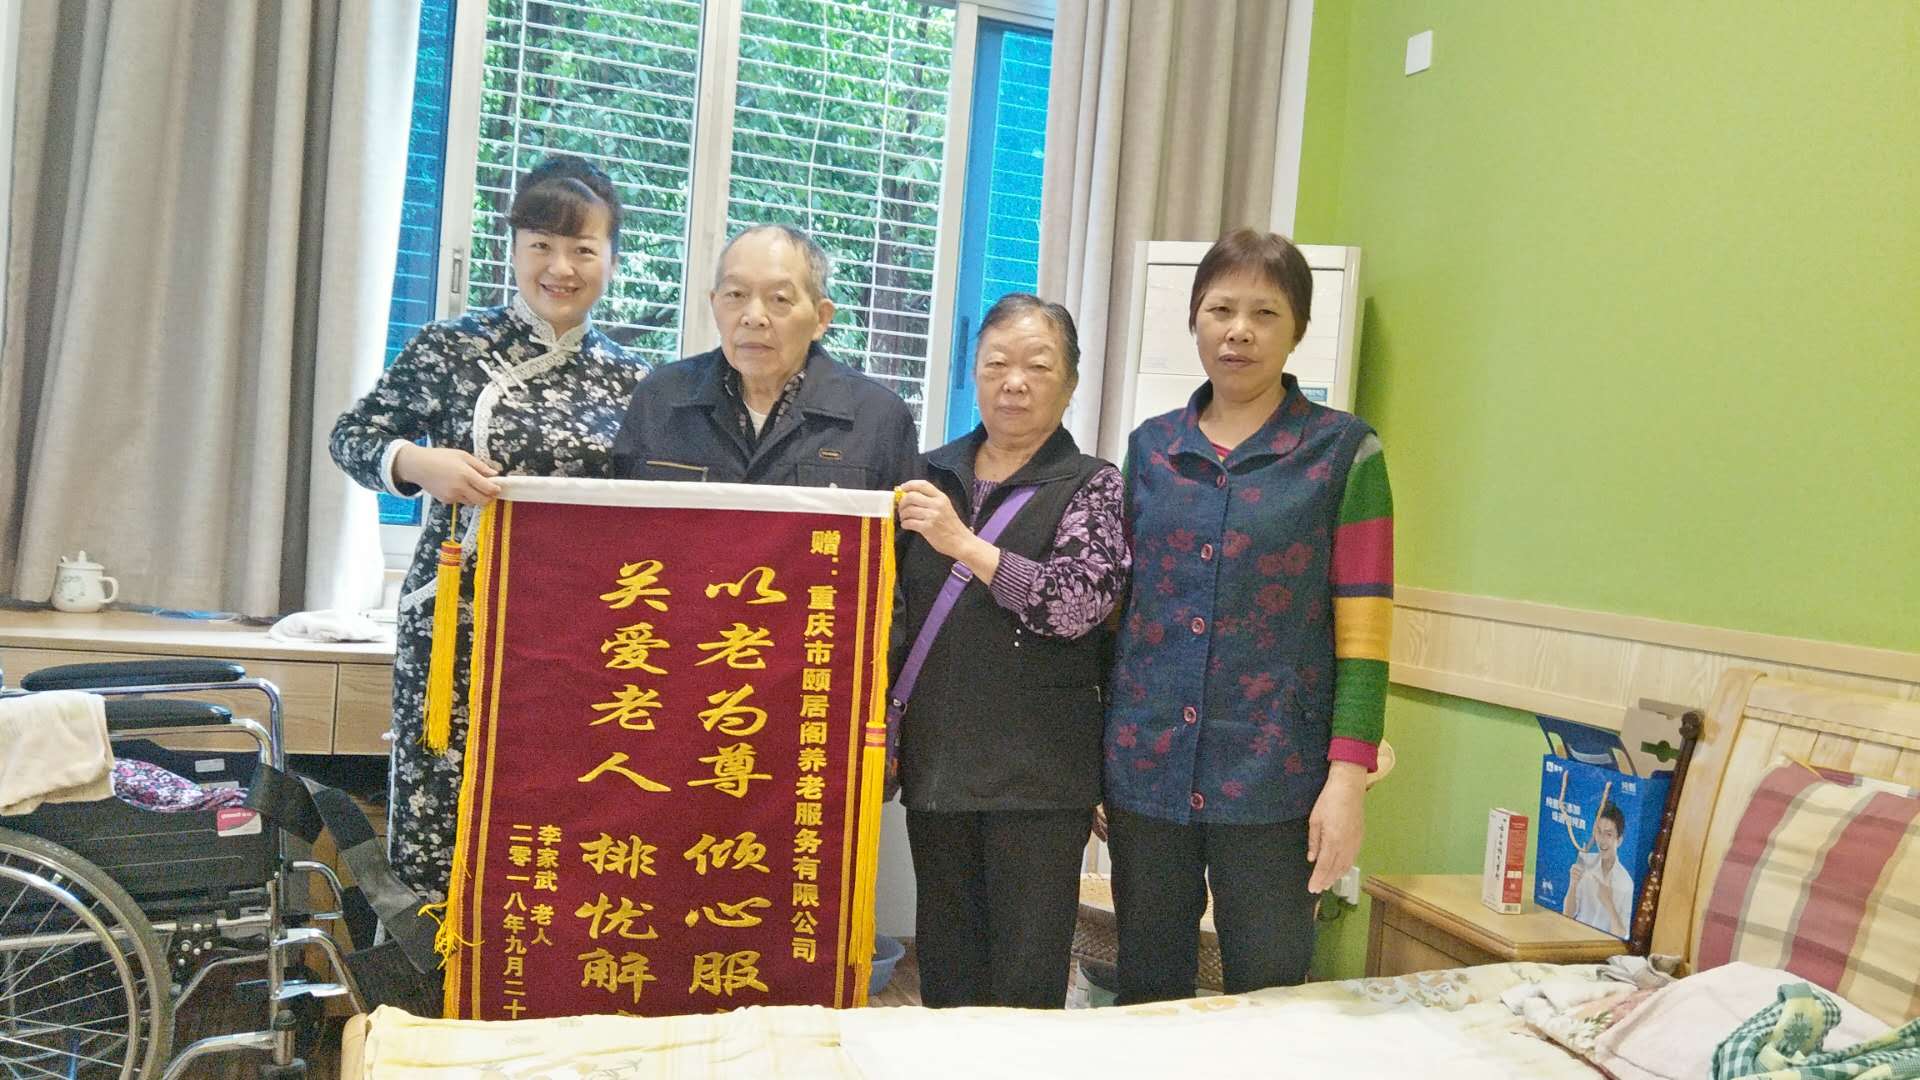 赠：重庆市颐居阁养老服务有限公司
以老为尊 倾心服
关爱老人 排忧解
李家武 老人
二零一八年九月二十